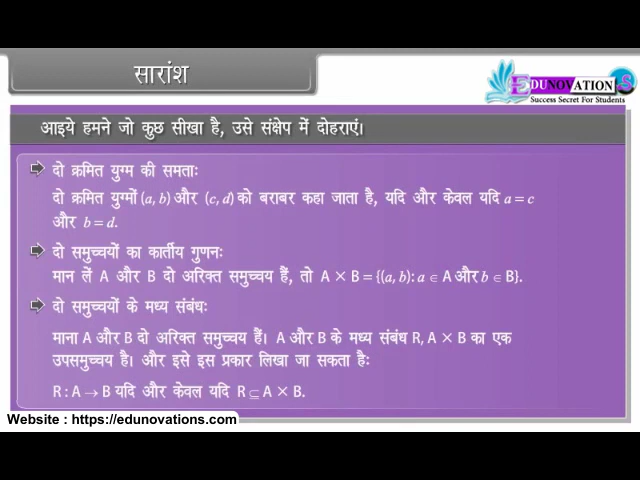 सारांश
EDUNOVATIONS
Success Secret For Students
आइये हमने जो कुछ सीखा है, उसे संक्षेप में दोहराएं।
दो क्रमित युग्म की समताः
दो क्रमित युग्मों (a, b) और (c, d) को बराबर कहा जाता है, यदि और केवल यदि a = c
और b = d.
दो समुच्चयों का कार्तीय गुणनः
मान लें A और B दो अरिक्त समुच्चय हैं, तो A × B = {(a, b): a ∈ A और b ∈ B}.
दो समुच्चयों के मध्य संबंधः
माना A और B दो अरिक्त समुच्चय हैं। A और B के मध्य संबंध R, A × B का एक
उपसमुच्चय है। और इसे इस प्रकार लिखा जा सकता हैः
R : A → B यदि और केवल यदि R ⊆ A × B.
Website : https://edunovations.com